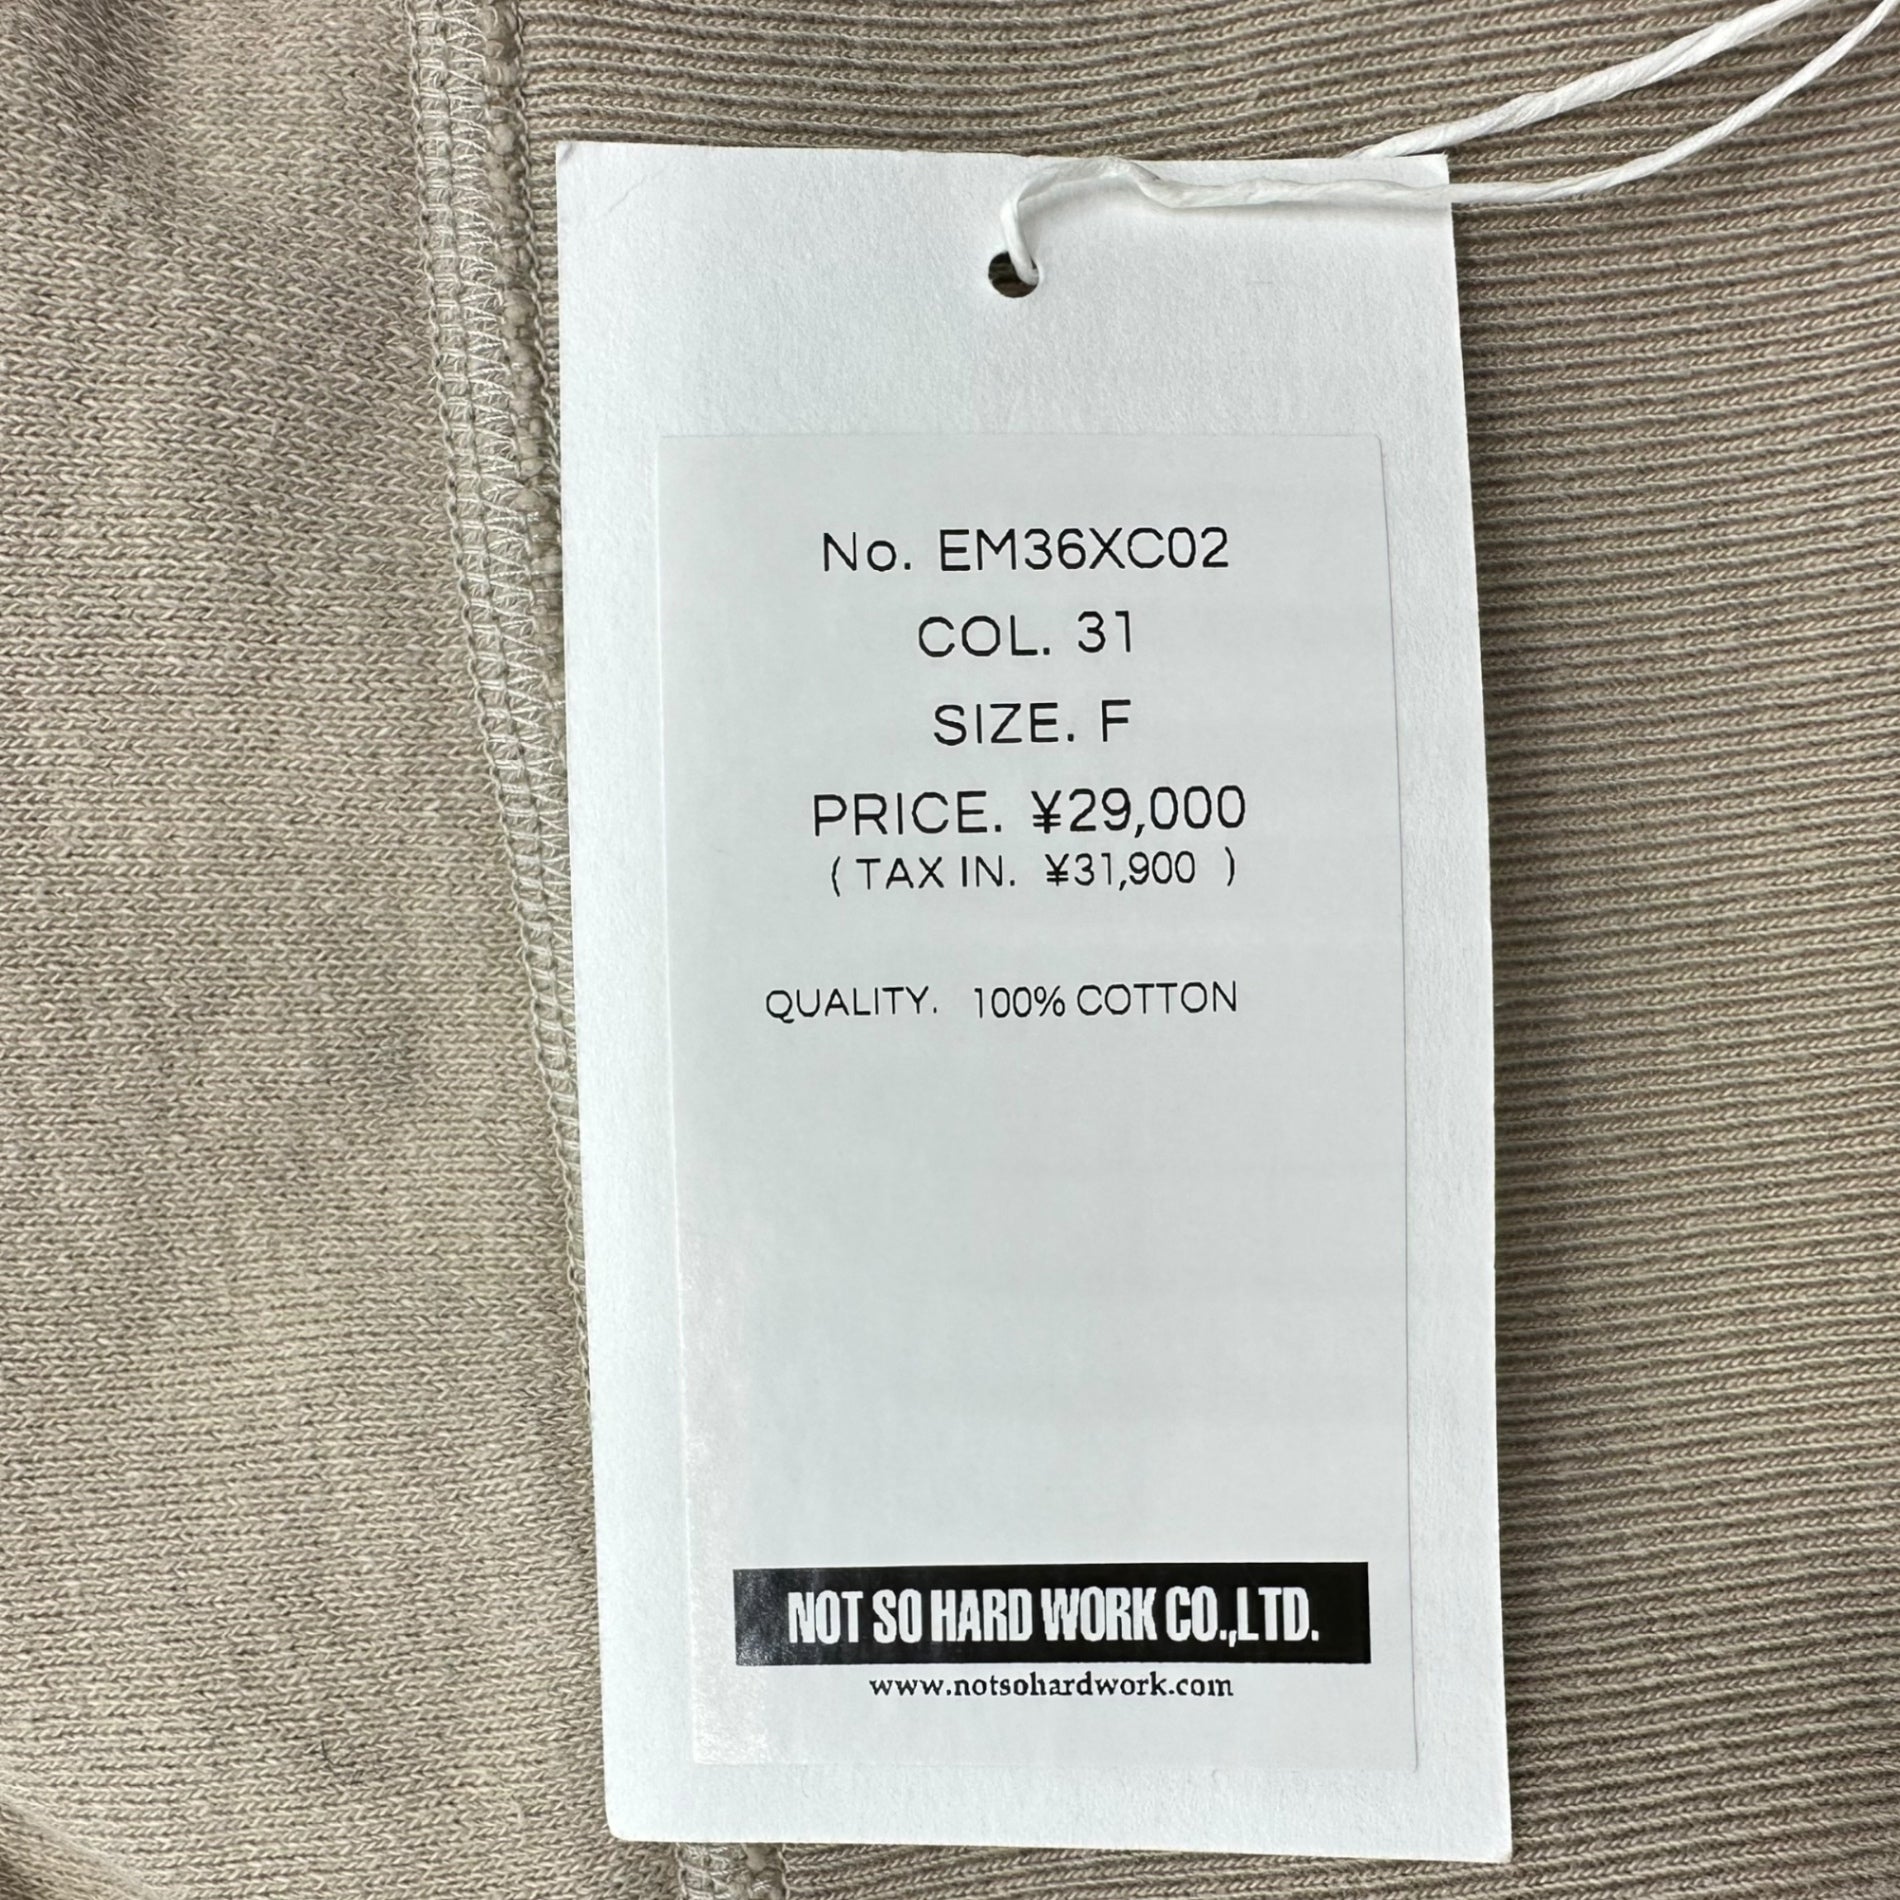 No. EM36XC02
COL. 31
SIZE. F
PRICE. ¥29,000
( TAX IN. ¥31,900 )
QUALITY. 100% COTTON
NOT SO HARD WORK CO.,LTD.
www.notsohardwork.com